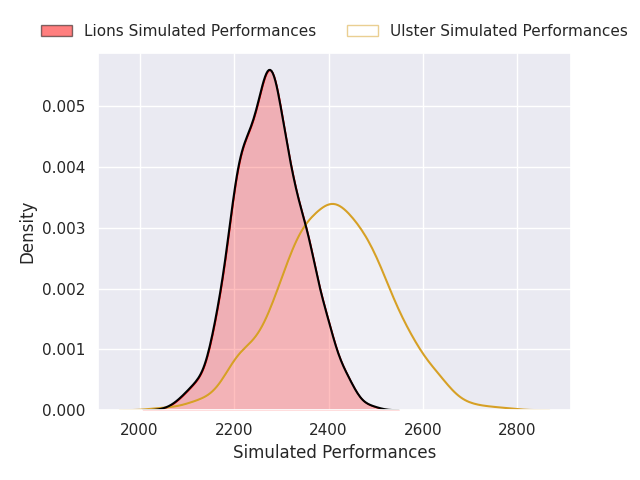 Lions Simulated Performances
Ulster Simulated Performances
Density
0.005
0.004
0.003
0.002
0.001
0.000
2000
2200
2400
2600
2800
Simulated Performances